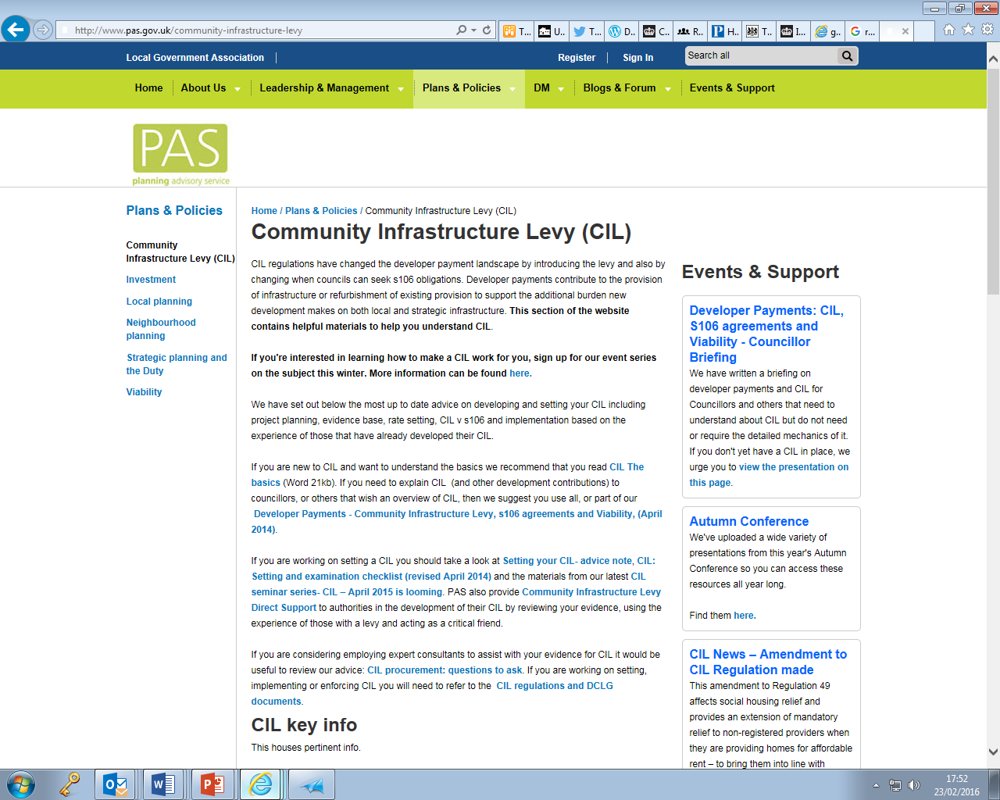 http://www.pas.gov.uk/community-infrastructure-levy
T...
U...
T...
D...
C...
R...
H...
T...
I...
g...
r...
Local Government Association
Register
Sign In
Search all
Home
About Us
Leadership & Management
Plans & Policies
DM
Blogs & Forum
Events & Support
PAS
planning advisory service
Plans & Policies
Community
Infrastructure Levy (CIL)
Investment
Local planning
Neighbourhood
planning
Strategic planning and
the Duty
Viability
Home / Plans & Policies / Community Infrastructure Levy (CIL)
Community Infrastructure Levy (CIL)
CIL regulations have changed the developer payment landscape by introducing the levy and also by
changing when councils can seek s106 obligations. Developer payments contribute to the provision
of infrastructure or refurbishment of existing provision to support the additional burden new
development makes on both local and strategic infrastructure. This section of the website
contains helpful materials to help you understand CIL.
If you're interested in learning how to make a CIL work for you, sign up for our event series
on the subject this winter. More information can be found here.
We have set out below the most up to date advice on developing and setting your CIL including
project planning, evidence base, rate setting, CIL v s106 and implementation based on the
experience of those that have already developed their CIL.
If you are new to CIL and want to understand the basics we recommend that you read CIL The
basics (Word 21kb). If you need to explain CIL (and other development contributions) to
councillors, or others that wish an overview of CIL, then we suggest you use all, or part of our
Developer Payments - Community Infrastructure Levy, s106 agreements and Viability, (April
2014).
If you are working on setting a CIL you should take a look at Setting your CIL- advice note, CIL:
Setting and examination checklist (revised April 2014) and the materials from our latest CIL
seminar series- CIL – April 2015 is looming. PAS also provide Community Infrastructure Levy
Direct Support to authorities in the development of their CIL by reviewing your evidence, using the
experience of those with a levy and acting as a critical friend.
If you are considering employing expert consultants to assist with your evidence for CIL it would be
useful to review our advice: CIL procurement: questions to ask. If you are working on setting,
implementing or enforcing CIL you will need to refer to the CIL regulations and DCLG
documents.
CIL key info
This houses pertinent info.
Events & Support
Developer Payments: CIL,
S106 agreements and
Viability - Councillor
Briefing
We have written a briefing on
developer payments and CIL for
Councillors and others that need to
understand about CIL but do not need
or require the detailed mechanics of it.
If you don't yet have a CIL in place, we
urge you to view the presentation on
this page.
Autumn Conference
We've uploaded a wide variety of
presentations from this year's Autumn
Conference so you can access these
resources all year long.
Find them here.
CIL News – Amendment to
CIL Regulation made
This amendment to Regulation 49
affects social housing relief and
provides an extension of mandatory
relief to non-registered providers when
they are providing homes for affordable
rent – to bring them into line with
17:52
23/02/2016